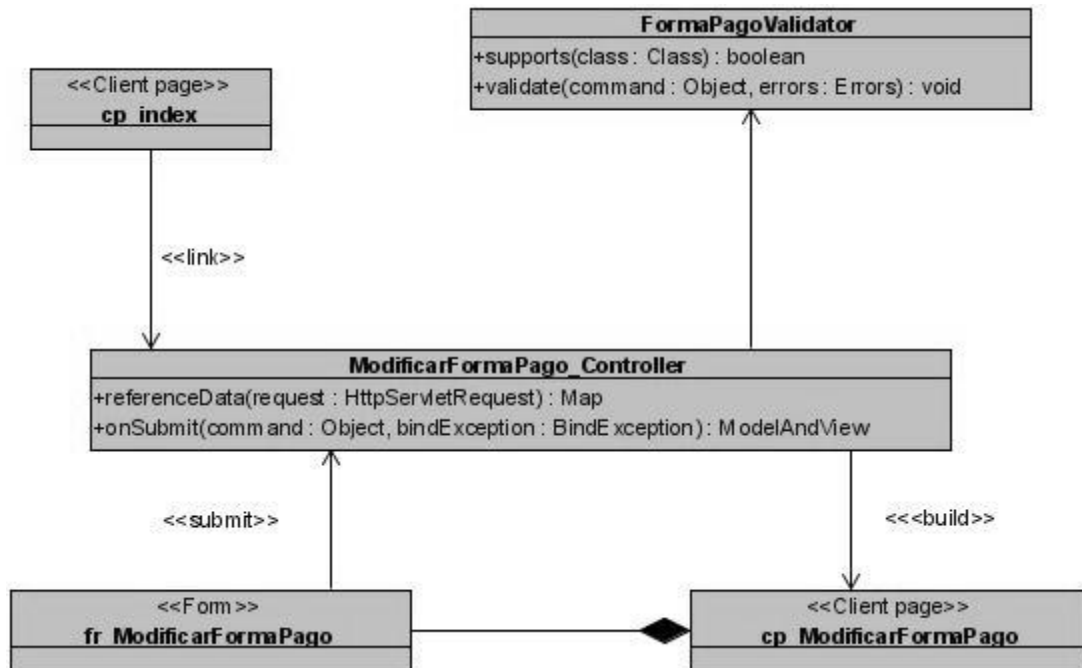 FormaPagoValidator
+supports(class : Class) : boolean
+validate(command : Object, errors : Errors) : void
<<Client page>>
cp_index
<<link>>
ModificarFormaPago_Controller
+referenceData(request : HttpServletRequest) : Map
+onSubmit(command : Object, bindException : BindException) : ModelAndView
<<submit>>
<<<build>>
<<Form>>
fr_ModificarFormaPago
<<Client page>>
cp_ModificarFormaPago